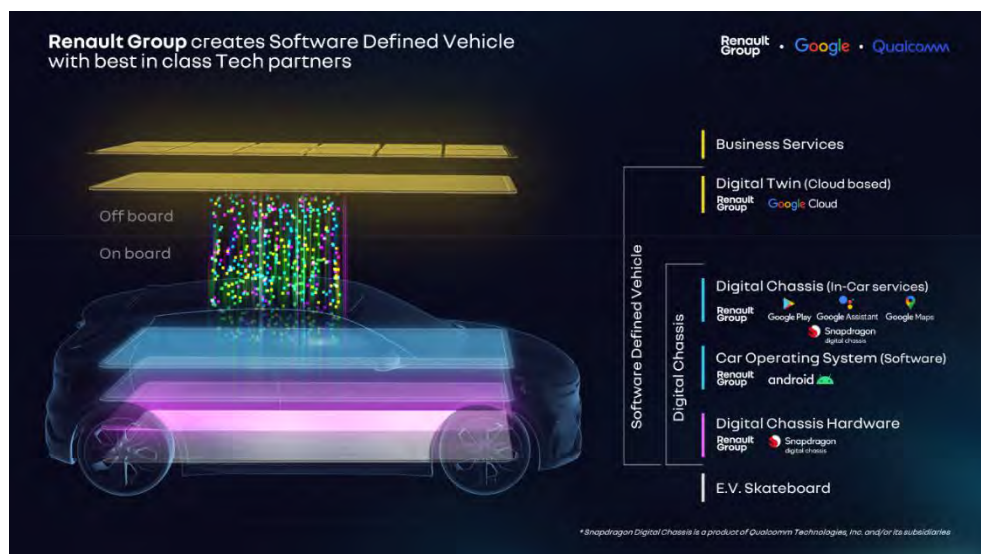 Renault Group creates Software Defined Vehicle
with best in class Tech partners
Renault
Group • Google • Qualcomm
Off board
On board
Software Defined Vehicle
Digital Chassis
Business Services
Digital Twin (Cloud based)
Renault
Group Google Cloud
Digital Chassis (In-Car services)
Renault
Group Google Play Google Assistant Google Maps
Snapdragon
digital chassis
Car Operating System (Software)
Renault
Group android
Digital Chassis Hardware
Renault
Group Snapdragon
digital chassis
E.V. Skateboard
* Snapdragon Digital Chassis is a product of Qualcomm Technologies, Inc. and/or its subsidiaries